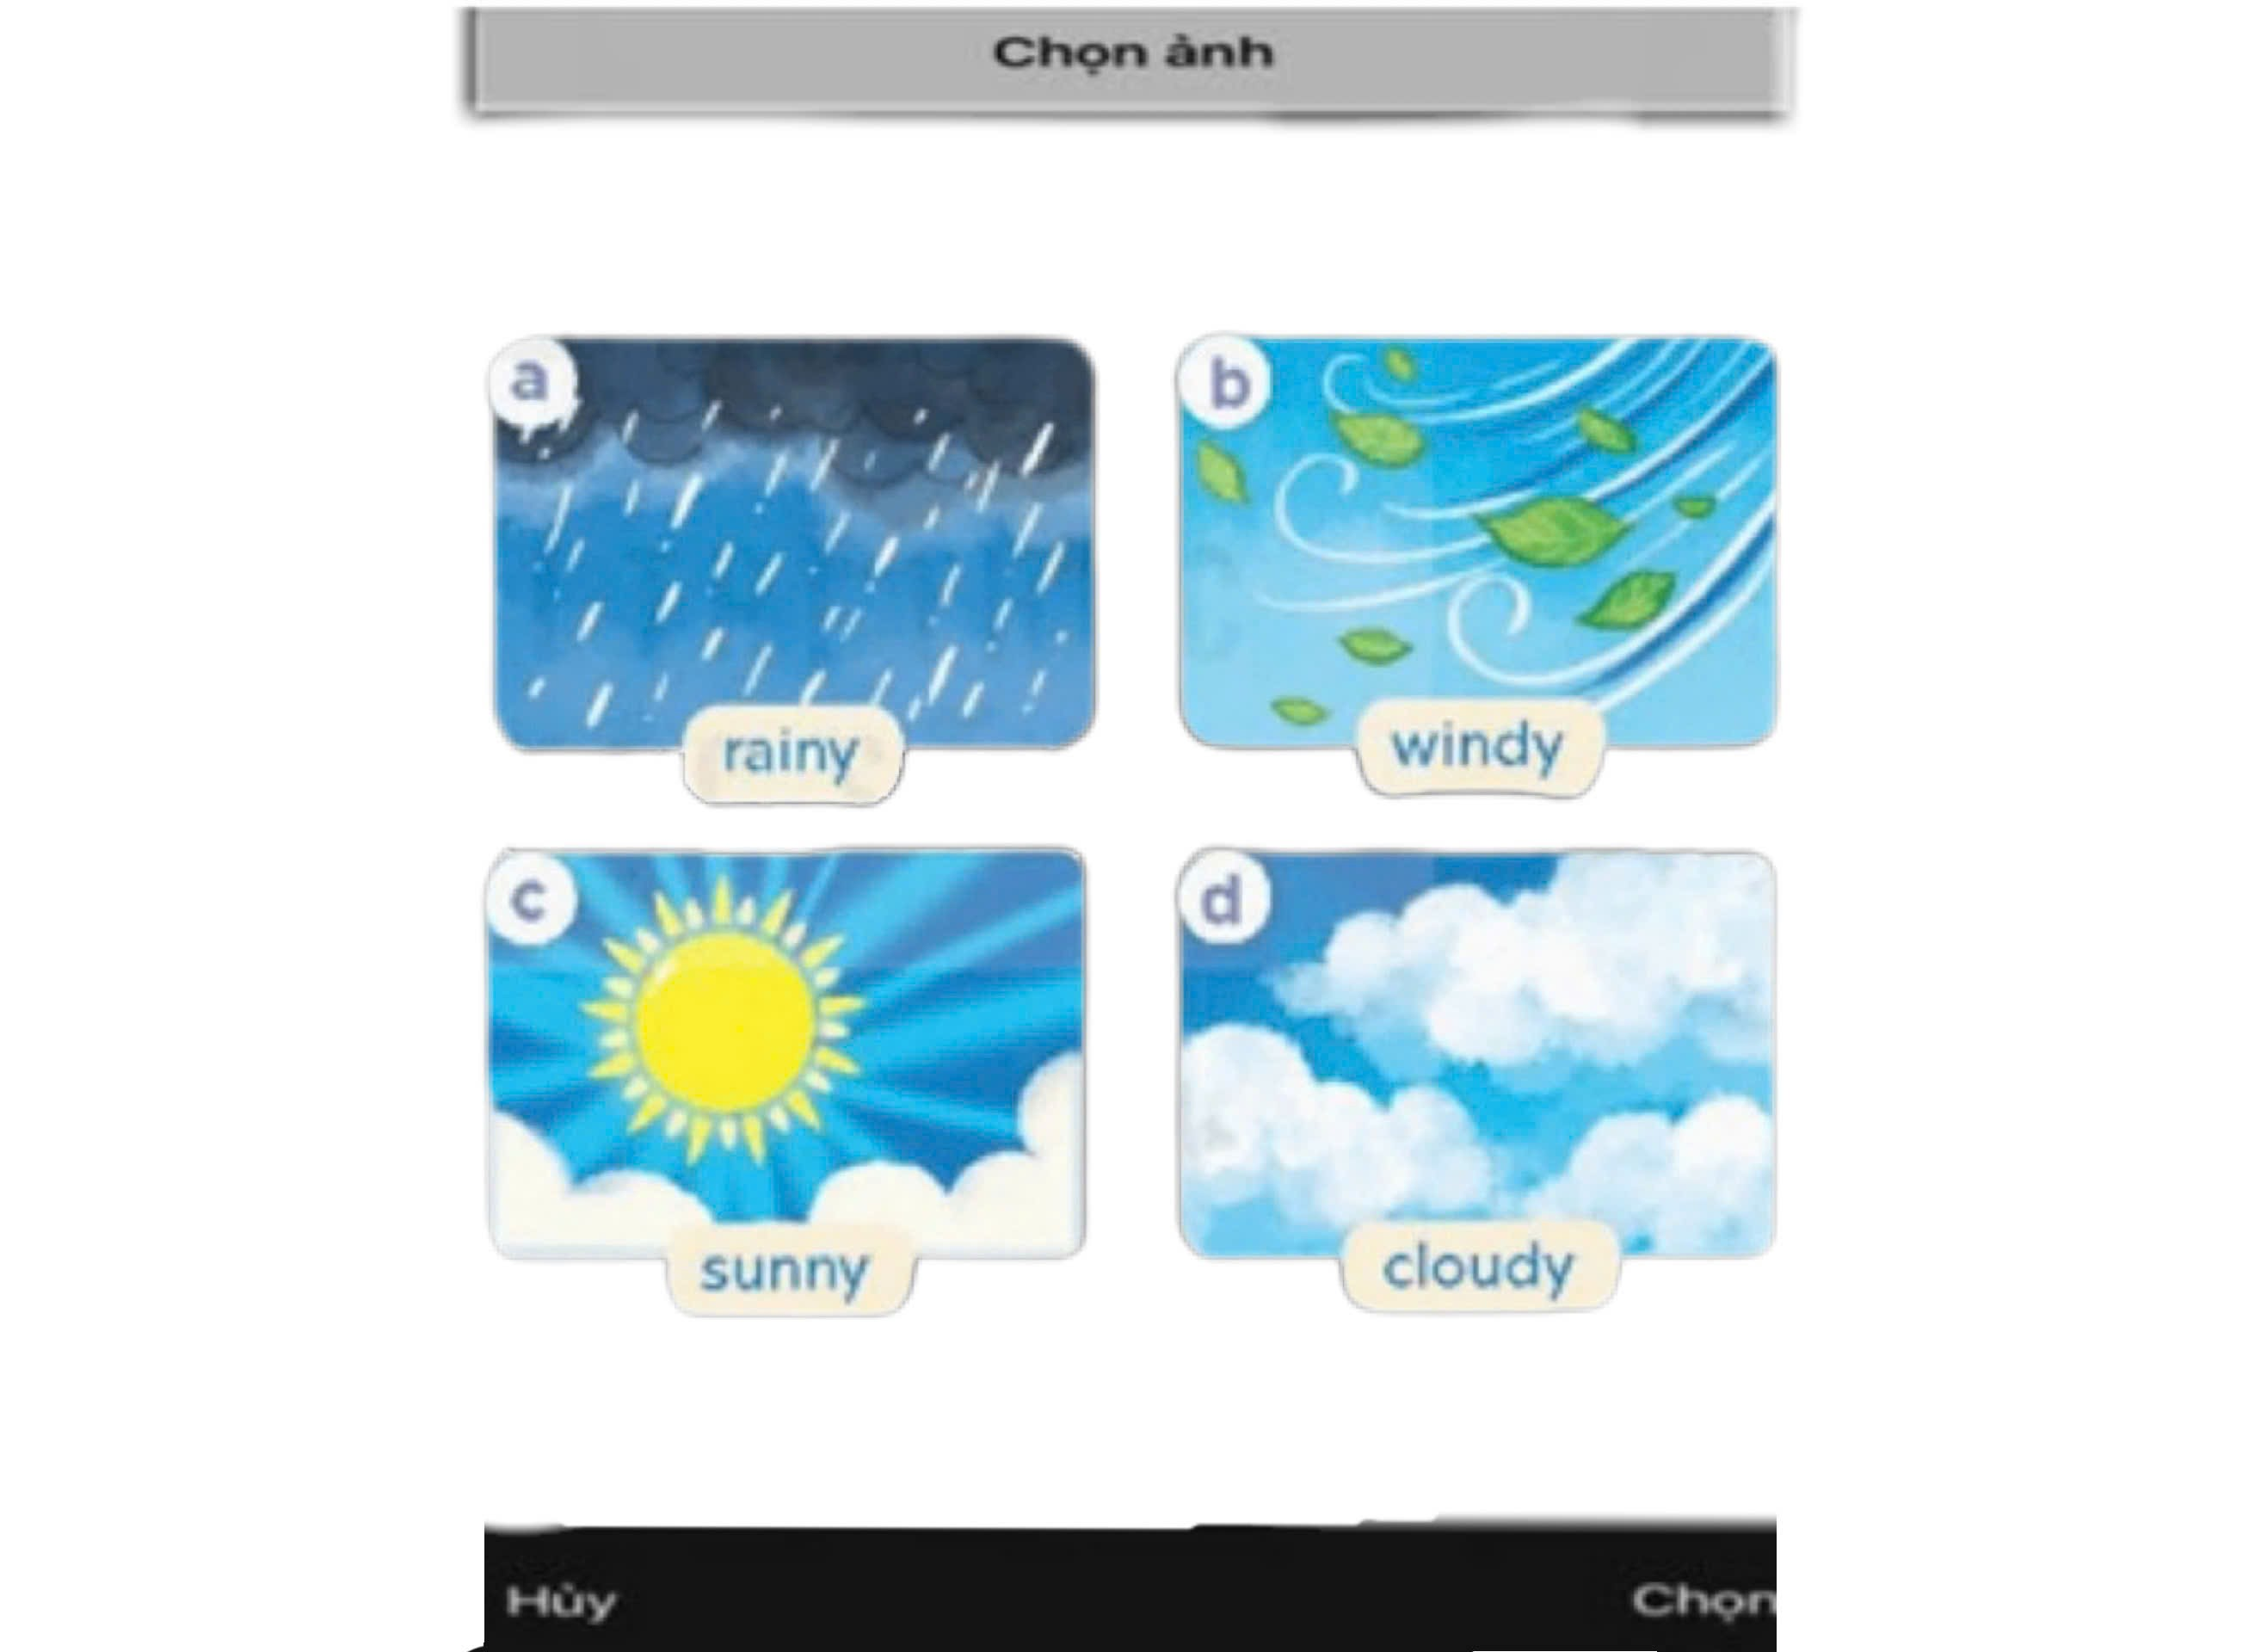 Chọn ảnh
a
b
rainy
windy
c
d
sunny
cloudy
Hủy
Chọn